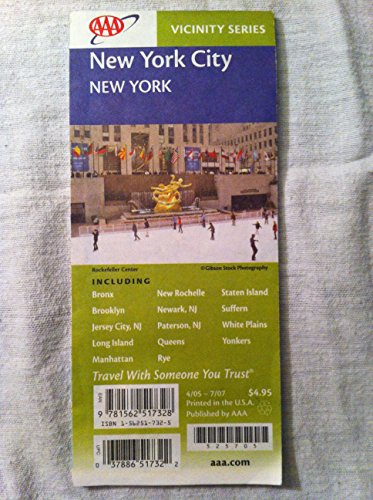 AAA
VICINITY SERIES
New York City
NEW YORK
Rockefeller Center
©Gibson Stock Photography
INCLUDING
Bronx New Rochelle Staten Island
Brooklyn Newark, NJ Suffern
Jersey City, NJ Paterson, NJ White Plains
Long Island Queens Yonkers
Manhattan Rye
Travel With Someone You Trust®
9 781562 517328
ISBN 1-56251-732-5
4/05 – 7/07 $4.95
Printed in the U.S.A.
Published by AAA
0 37886 51732 2
523705
aaa.com